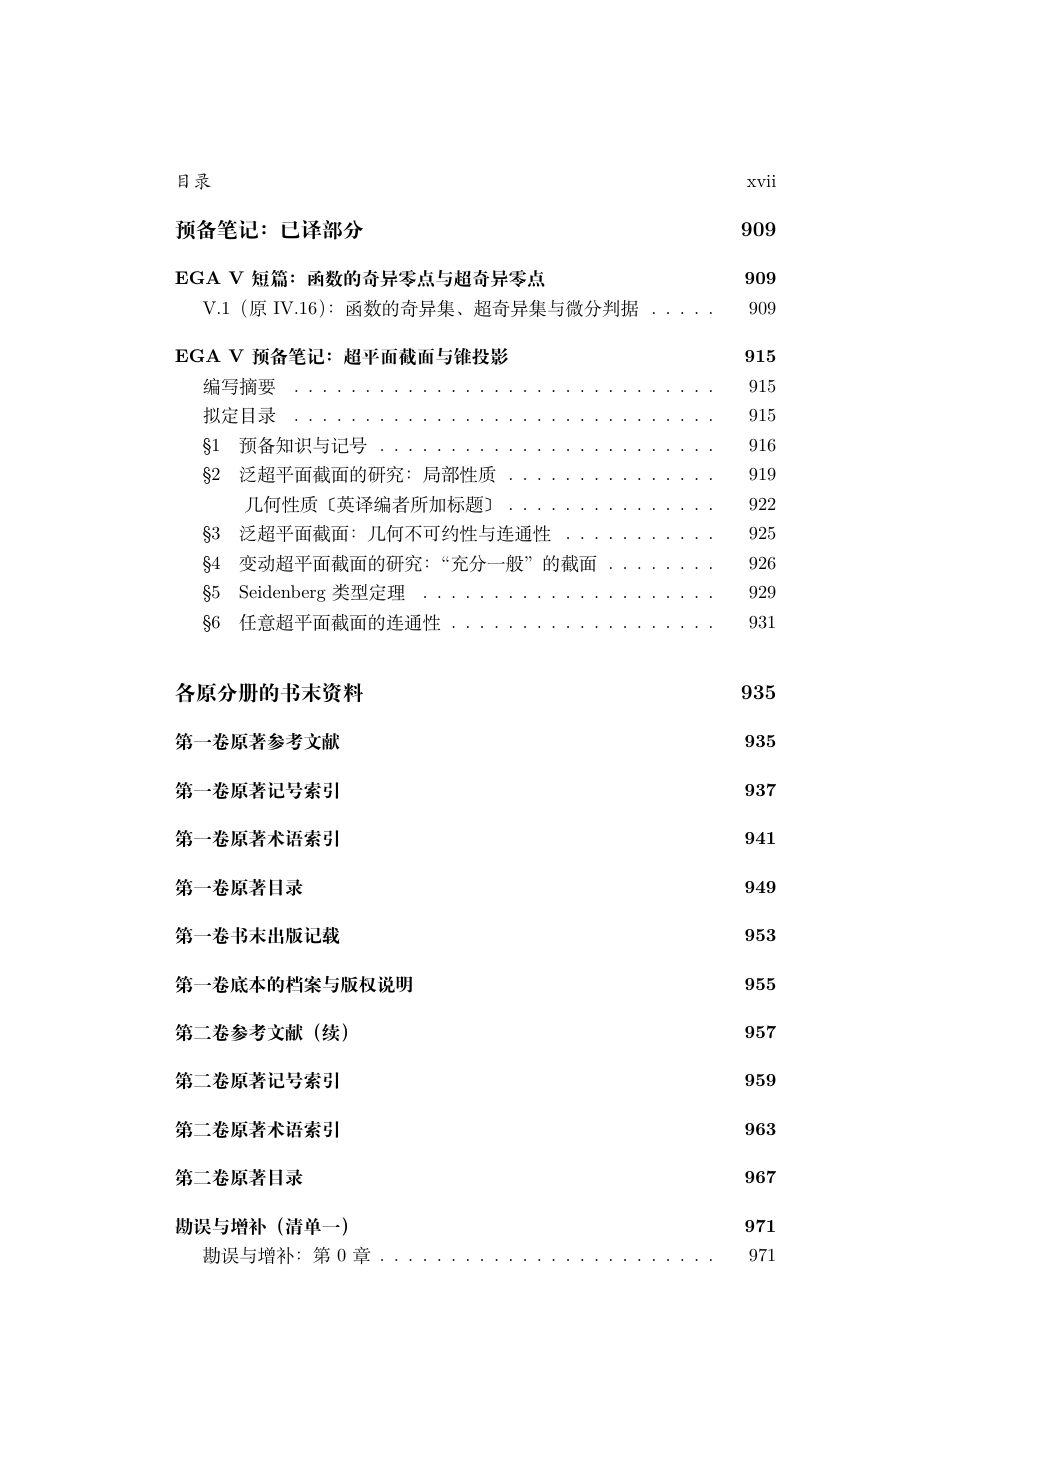 目录 xvii
预备笔记：已译部分 909
EGA V 短篇：函数的奇异零点与超奇异零点 909
V.1（原 IV.16）：函数的奇异集、超奇异集与微分判据 . . . . . 909
EGA V 预备笔记：超平面截面与锥投影 915
编写摘要 . . . . . . . . . . . . . . . . . . . . . . . . . . . . . . 915
拟定目录 . . . . . . . . . . . . . . . . . . . . . . . . . . . . . . 915
§1 预备知识与记号 . . . . . . . . . . . . . . . . . . . . . . . . 916
§2 泛超平面截面的研究：局部性质 . . . . . . . . . . . . . . . 919
几何性质〔英译编者所加标题〕 . . . . . . . . . . . . . . . 922
§3 泛超平面截面：几何不可约性与连通性 . . . . . . . . . . . 925
§4 变动超平面截面的研究：“充分一般”的截面 . . . . . . . . 926
§5 Seidenberg 类型定理 . . . . . . . . . . . . . . . . . . . . . 929
§6 任意超平面截面的连通性 . . . . . . . . . . . . . . . . . . . 931
各原分册的书末资料 935
第一卷原著参考文献 935
第一卷原著记号索引 937
第一卷原著术语索引 941
第一卷原著目录 949
第一卷书末出版记载 953
第一卷底本的档案与版权说明 955
第二卷参考文献（续） 957
第二卷原著记号索引 959
第二卷原著术语索引 963
第二卷原著目录 967
勘误与增补（清单一） 971
勘误与增补：第 0 章 . . . . . . . . . . . . . . . . . . . . . . . . 971